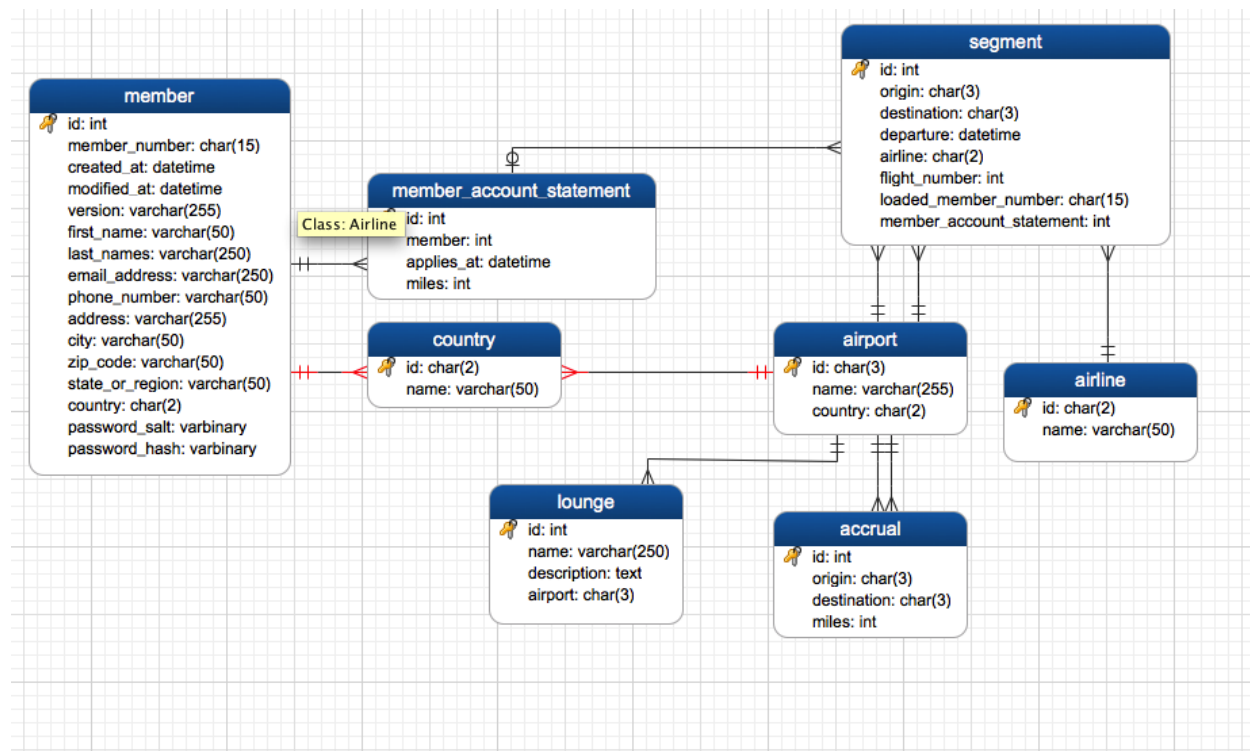 member
id: int
member_number: char(15)
created_at: datetime
modified_at: datetime
version: varchar(255)
first_name: varchar(50)
last_names: varchar(250)
email_address: varchar(250)
phone_number: varchar(50)
address: varchar(255)
city: varchar(50)
zip_code: varchar(50)
state_or_region: varchar(50)
country: char(2)
password_salt: varbinary
password_hash: varbinary
member_account_statement
id: int
member: int
applies_at: datetime
miles: int
Class: Airline
segment
id: int
origin: char(3)
destination: char(3)
departure: datetime
airline: char(2)
flight_number: int
loaded_member_number: char(15)
member_account_statement: int
country
id: char(2)
name: varchar(50)
airport
id: char(3)
name: varchar(255)
country: char(2)
airline
id: char(2)
name: varchar(50)
lounge
id: int
name: varchar(250)
description: text
airport: char(3)
accrual
id: int
origin: char(3)
destination: char(3)
miles: int